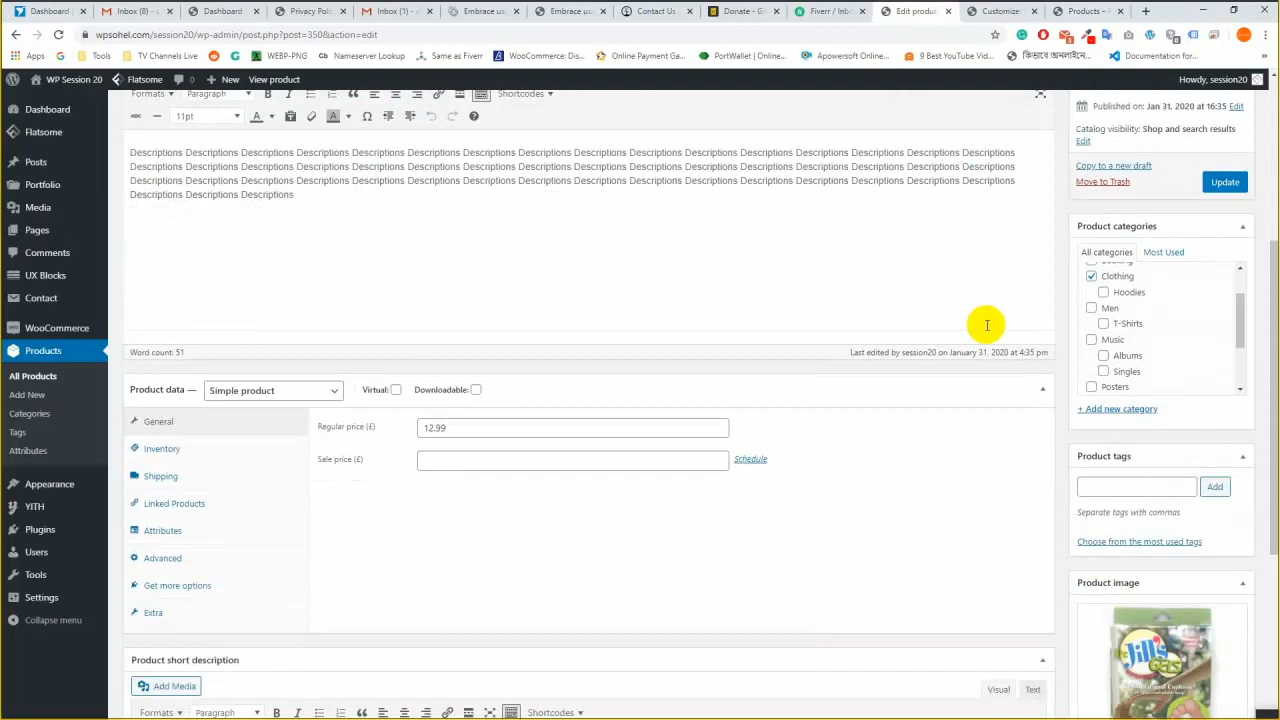 Dashboard
Inbox (8) - s
Dashboard
Privacy Polic
Inbox (1) - c
Embrace us
Embrace us
Contact Us
Donate - Gi
Fiverr / Inbo
Edit produc
Customize:
Products – F
wpsohel.com/session20/wp-admin/post.php?post=350&action=edit
Apps
Tools
TV Channels Live
WEBP-PNG
Nameserver Lookup
Same as Fiverr
WooCommerce: Dis...
Online Payment Ga...
PortWallet | Online...
Apowersoft Online...
9 Best YouTube Vid...
কিভাবে অনলাইনে...
Documentation for...
WP Session 20
Flatsome
0
New
View product
Howdy, session20
Dashboard
Flatsome
Posts
Portfolio
Media
Pages
Comments
UX Blocks
Contact
WooCommerce
Products
All Products
Add New
Categories
Tags
Attributes
Appearance
YITH
Plugins
Users
Tools
Settings
Collapse menu
Formats
Paragraph
B
I
Shortcodes
ABC
11pt
A
A
Descriptions Descriptions Descriptions Descriptions Descriptions Descriptions Descriptions Descriptions Descriptions Descriptions Descriptions Descriptions Descriptions Descriptions Descriptions Descriptions
Descriptions Descriptions Descriptions Descriptions Descriptions Descriptions Descriptions Descriptions Descriptions Descriptions Descriptions Descriptions Descriptions Descriptions Descriptions Descriptions
Descriptions Descriptions Descriptions Descriptions Descriptions Descriptions Descriptions Descriptions Descriptions Descriptions Descriptions Descriptions Descriptions Descriptions Descriptions Descriptions
Descriptions Descriptions Descriptions
Word count: 51
Last edited by session20 on January 31, 2020 at 4:35 pm
Product data —
Simple product
Virtual:
Downloadable:
General
Inventory
Shipping
Linked Products
Attributes
Advanced
Get more options
Extra
Regular price (£)
12.99
Sale price (£)
Schedule
Product short description
Add Media
Visual
Text
Formats
Paragraph
B
I
Shortcodes
Published on: Jan 31, 2020 at 16:35 Edit
Catalog visibility: Shop and search results
Edit
Copy to a new draft
Move to Trash
Update
Product categories
All categories
Most Used
Clothing
Hoodies
Men
T-Shirts
Music
Albums
Singles
Posters
+ Add new category
Product tags
Add
Separate tags with commas
Choose from the most used tags
Product image
Jill's
GELS